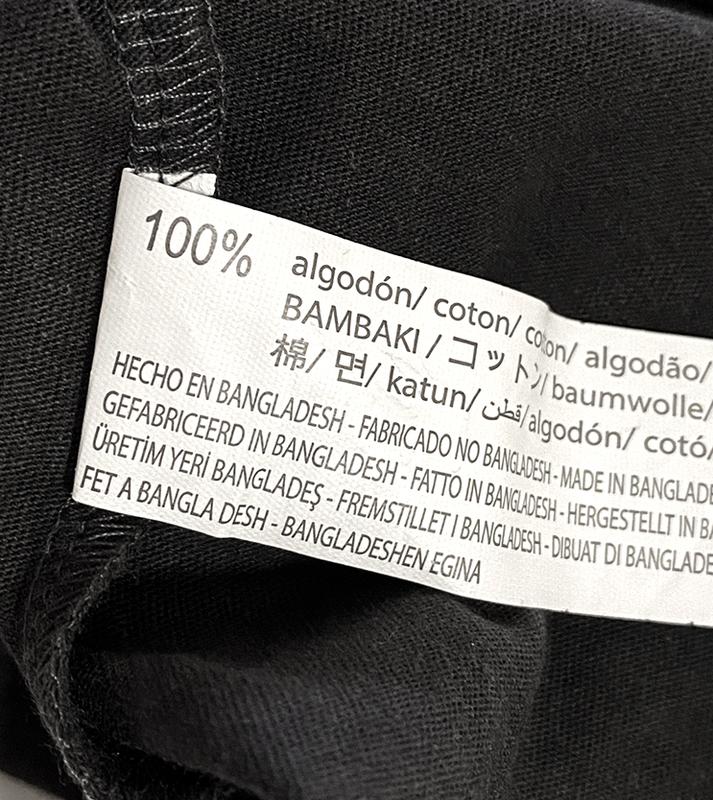 100% algodón/ coton/ coton/ algodão/
BAMBAKI / コットン/baumwolle/
棉/ 면/ katun/ قطن/algodón/ cotó/
HECHO EN BANGLADESH - FABRICADO NO BANGLADESH - MADE IN BANGLADE
GEFABRICEERD IN BANGLADESH - FATTO IN BANGLADESH - HERGESTELLT IN BA
ÜRETİM YERİ BANGLADEŞ - FREMSTILLET I BANGLADESH - DIBUAT DI BANGLADE
FET A BANGLA DESH - BANGLADESHEN EGINA